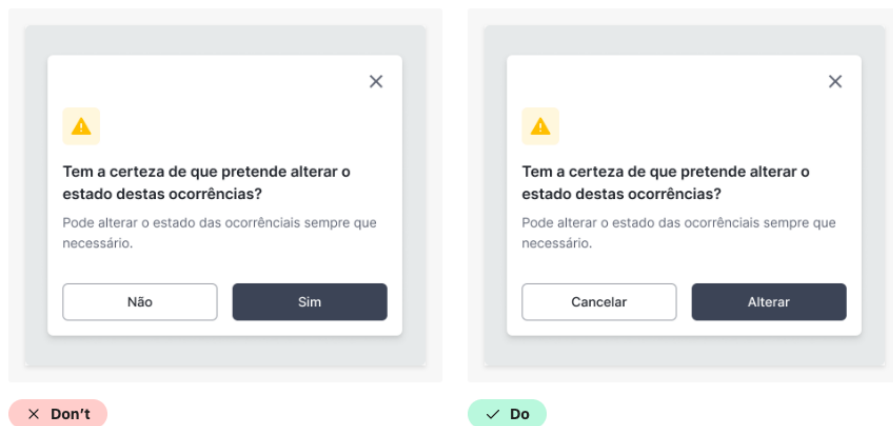 Tem a certeza de que pretende alterar o
estado destas ocorrências?
Pode alterar o estado das ocorrênciais sempre que
necessário.
Não
Sim
Don't
Tem a certeza de que pretende alterar o
estado destas ocorrências?
Pode alterar o estado das ocorrênciais sempre que
necessário.
Cancelar
Alterar
Do